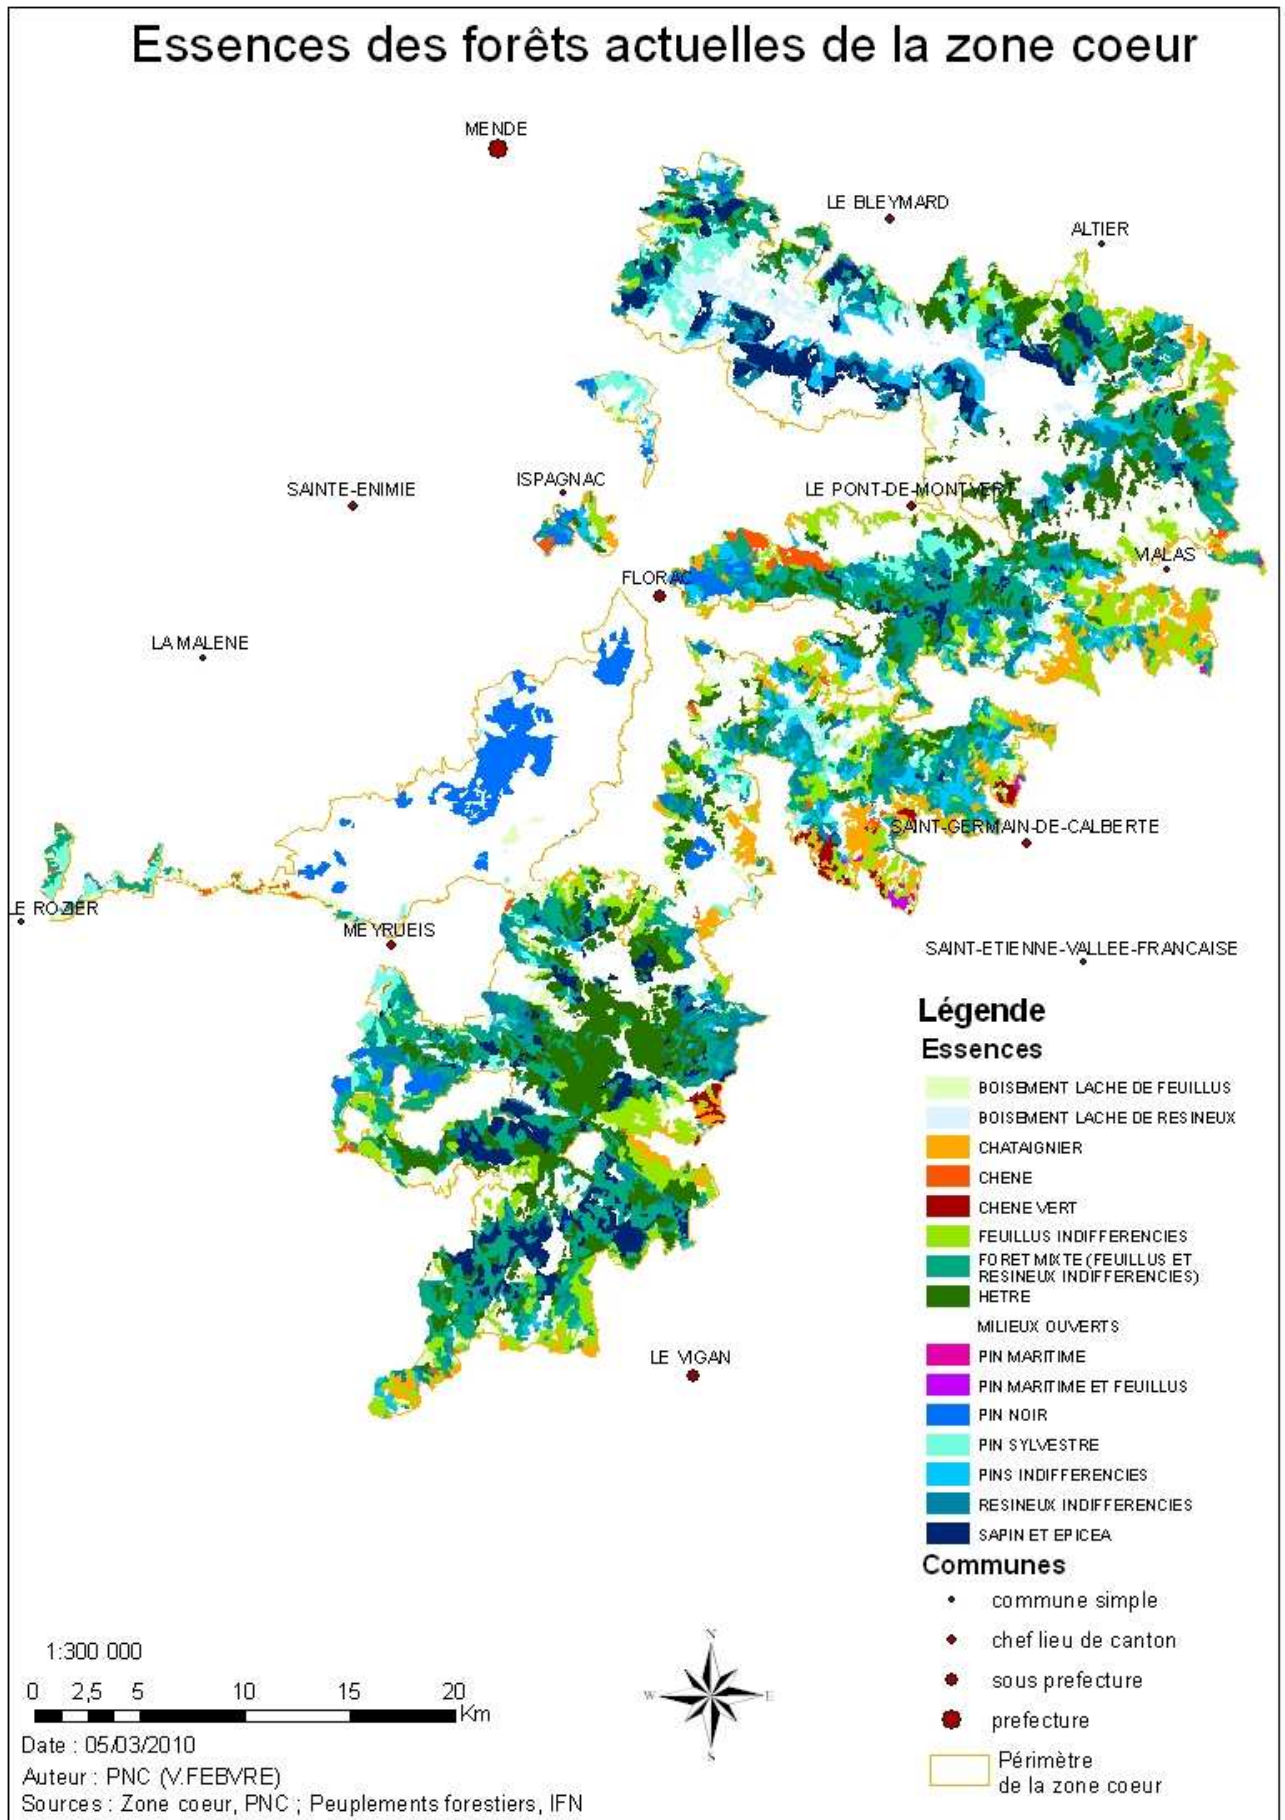 Essences des forêts actuelles de la zone coeur
MENDE
LE BLEYMARD
ALTIER
SAINTE-ENIMIE
ISPAGNAC
LE PONT-DE-MONTVERT
VIALAS
FLORAC
LA MALENE
SAINT-GERMAIN-DE-CALBERTE
E ROZIER
MEYRUEIS
SAINT-ETIENNE-VALLEE-FRANCAISE
LE VIGAN
Légende
Essences
BOISEMENT LACHE DE FEUILLUS
BOISEMENT LACHE DE RESINEUX
CHATAIGNIER
CHENE
CHENE VERT
FEUILLUS INDIFFERENCIES
FORET MIXTE (FEUILLUS ET
RESINEUX INDIFFERENCIES)
HETRE
MILIEUX OUVERTS
PIN MARITIME
PIN MARITIME ET FEUILLUS
PIN NOIR
PIN SYLVESTRE
PINS INDIFFERENCIES
RESINEUX INDIFFERENCIES
SAPIN ET EPICEA
Communes
commune simple
chef lieu de canton
sous prefecture
prefecture
Périmètre
de la zone coeur
1:300 000
0 2,5 5 10 15 20
Km
N
W E
S
Date : 05/03/2010
Auteur : PNC (V.FEBVRE)
Sources : Zone coeur, PNC ; Peuplements forestiers, IFN